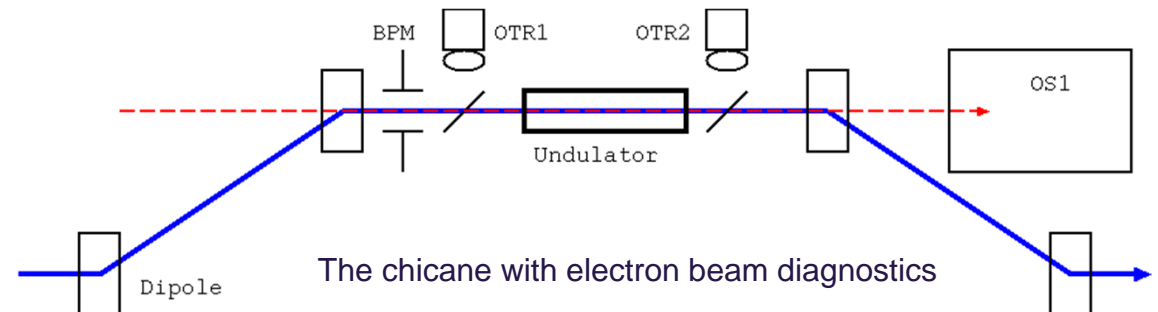 BPM
OTR1
OTR2
OS1
Undulator
Dipole
The chicane with electron beam diagnostics